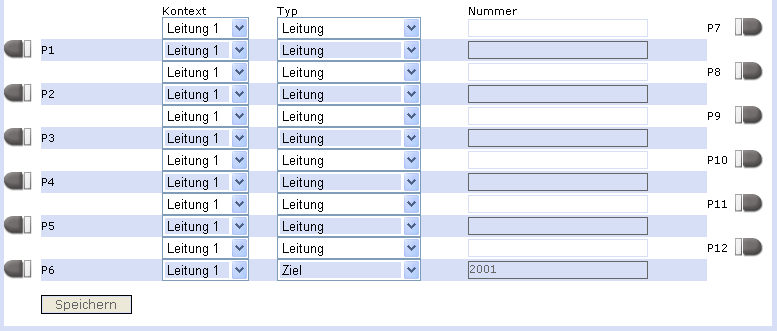 Kontext Typ Nummer
Leitung 1 Leitung P7
P1 Leitung 1 Leitung
Leitung 1 Leitung P8
P2 Leitung 1 Leitung
Leitung 1 Leitung P9
P3 Leitung 1 Leitung
Leitung 1 Leitung P10
P4 Leitung 1 Leitung
Leitung 1 Leitung P11
P5 Leitung 1 Leitung
Leitung 1 Leitung P12
P6 Leitung 1 Ziel 2001
Speichern